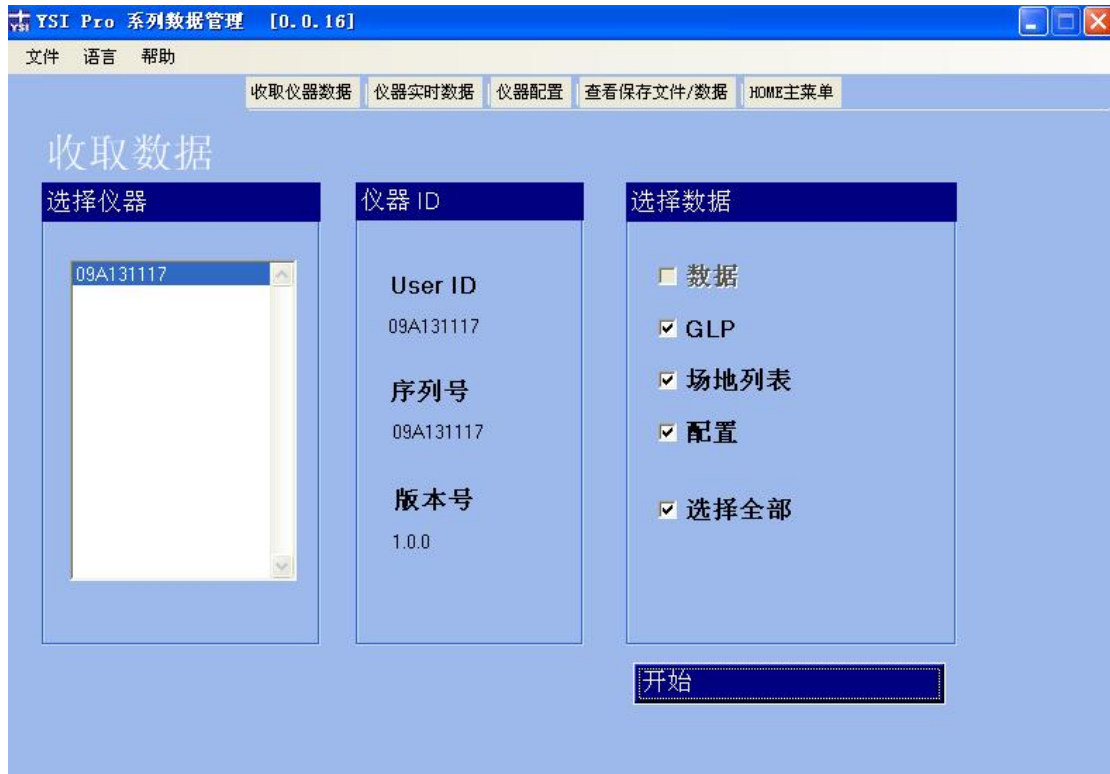 YSI Pro 系列数据管理 [0.0.16]
文件 语言 帮助
收取仪器数据 仪器实时数据 仪器配置 查看保存文件/数据 HOME主菜单
收取数据
选择仪器
09A131117
仪器 ID
User ID
09A131117
序列号
09A131117
版本号
1.0.0
选择数据
数据
GLP
场地列表
配置
选择全部
开始